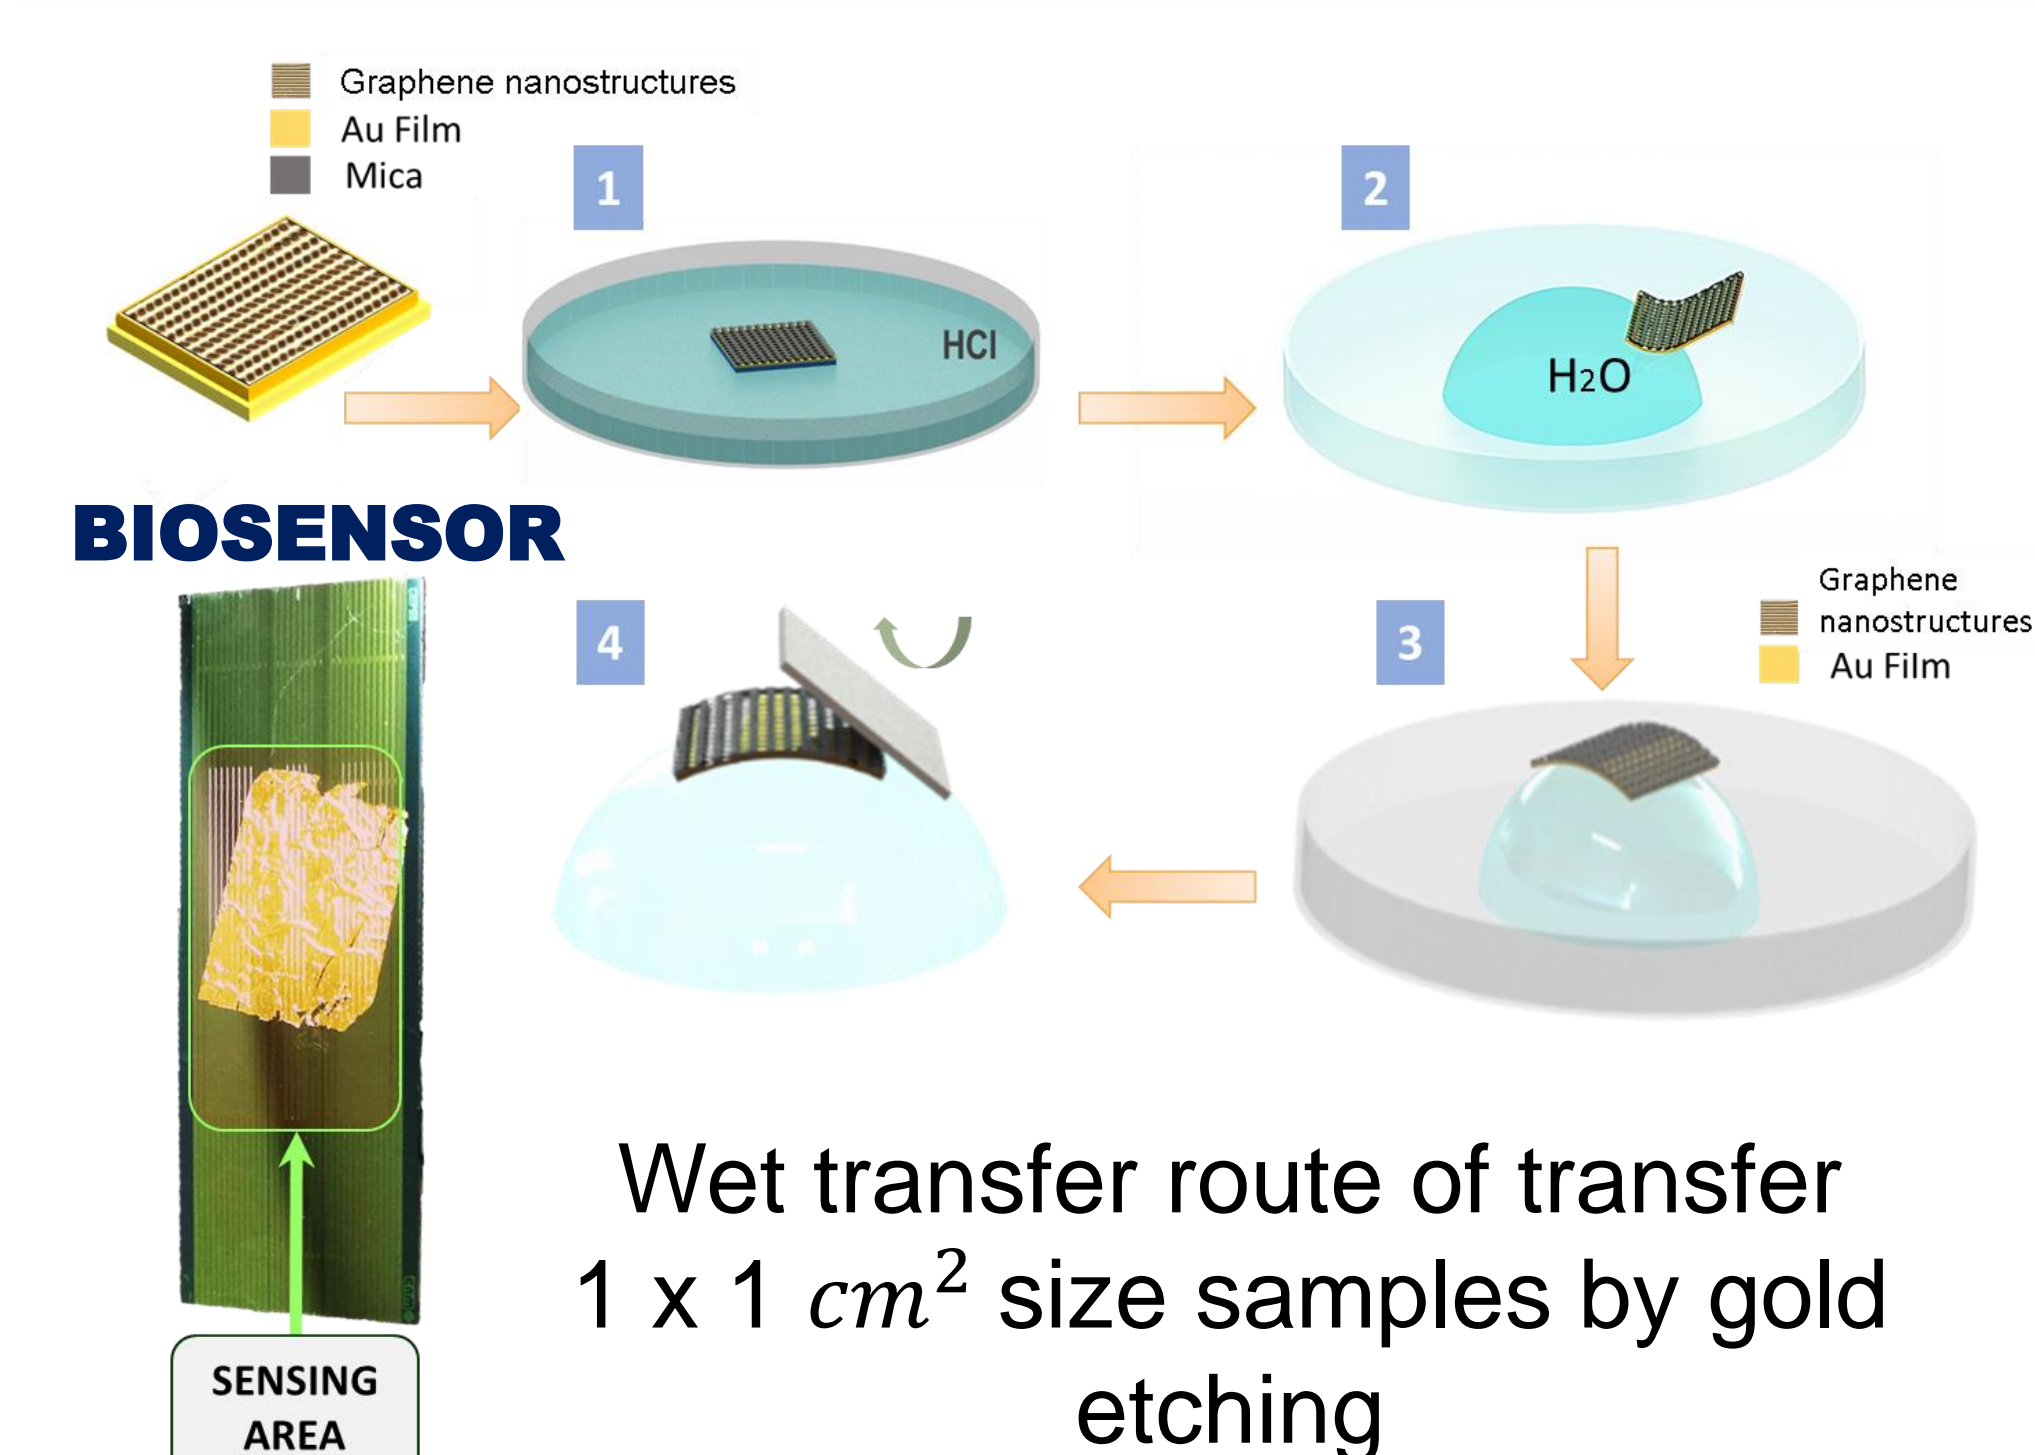 Graphene nanostructures
Au Film
Mica
1
2
HCl
H₂O
BIOSENSOR
4
3
Graphene
nanostructures
Au Film
Wet transfer route of transfer
1 x 1 cm² size samples by gold
etching
SENSING
AREA